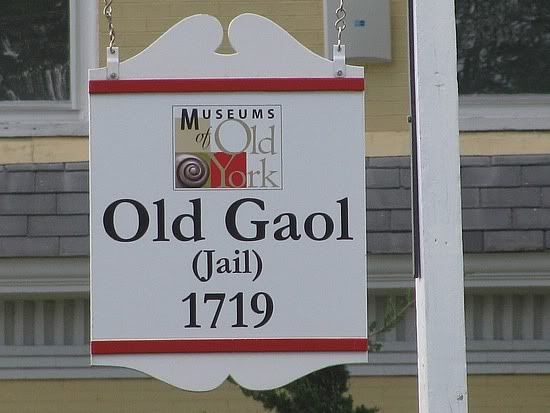 MUSEUMS
of Old
York
Old Gaol
(Jail)
1719